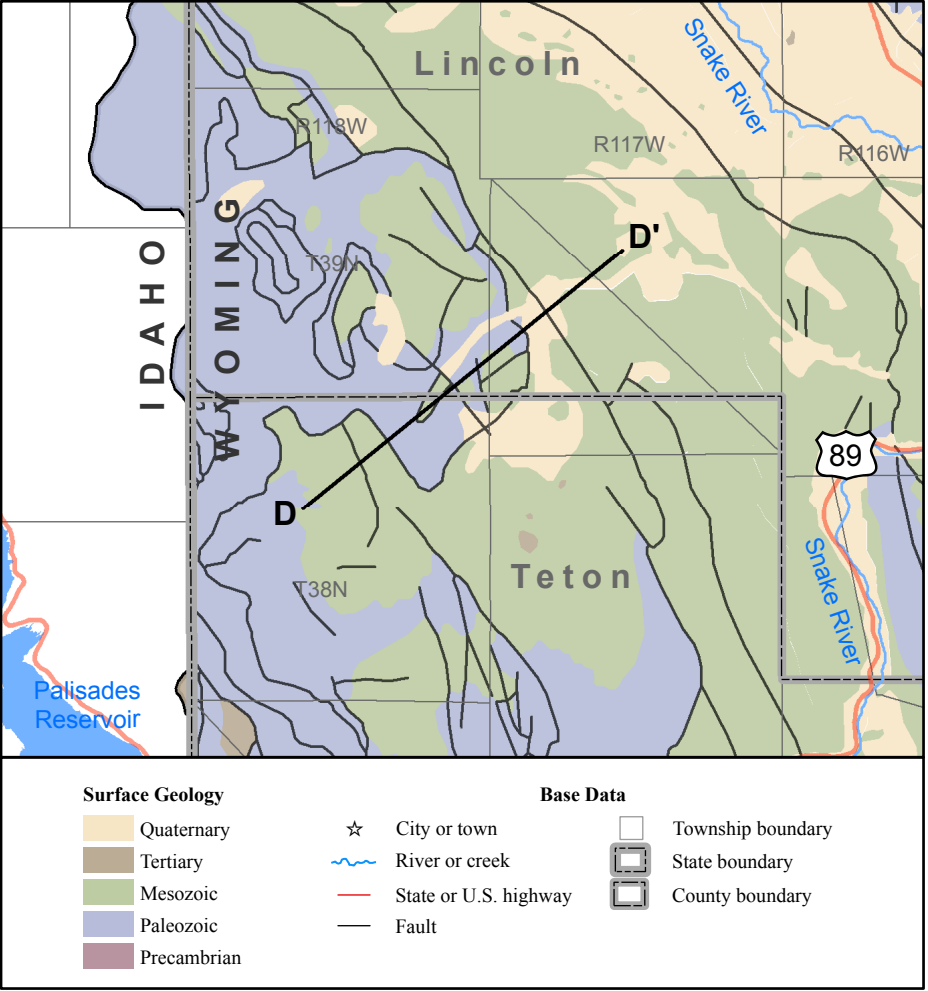 Lincoln
Snake River
R118W
R117W
R116W
D'
T39N
IDAHO
WYOMING
89
D
Teton
T38N
Snake River
Palisades
Reservoir
Surface Geology
Quaternary
Tertiary
Mesozoic
Paleozoic
Precambrian
Base Data
City or town
River or creek
State or U.S. highway
Fault
Township boundary
State boundary
County boundary